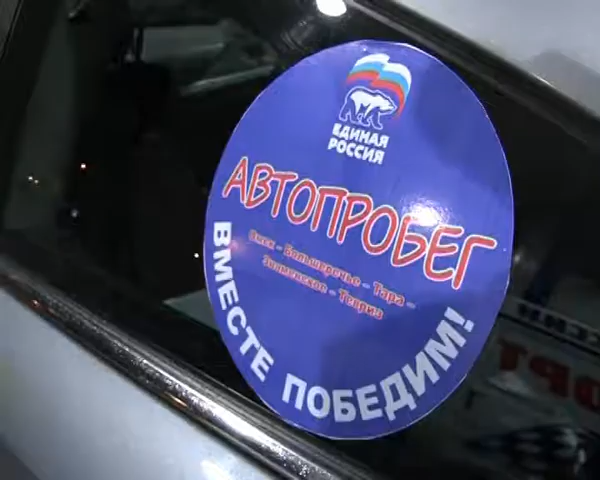 ЕДИНАЯ
РОССИЯ
АВТОПРОБЕГ
Омск - Большеречье - Тара -
Знаменское - Тевриз
ВМЕСТЕ ПОБЕДИМ!